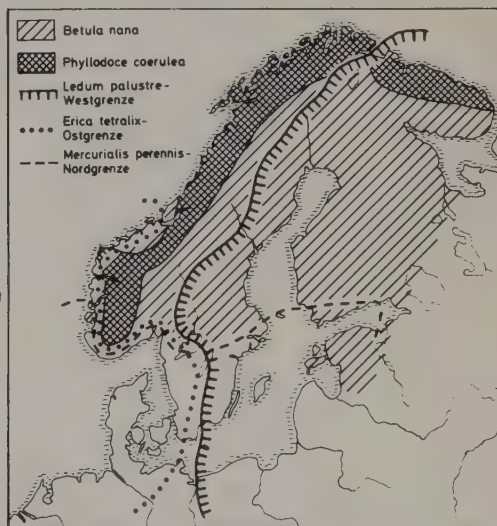 Betula nana
Phyllodoce coerulea
Ledum palustre-
Westgrenze
Erica tetralix-
Ostgrenze
Mercurialis perennis-
Nordgrenze